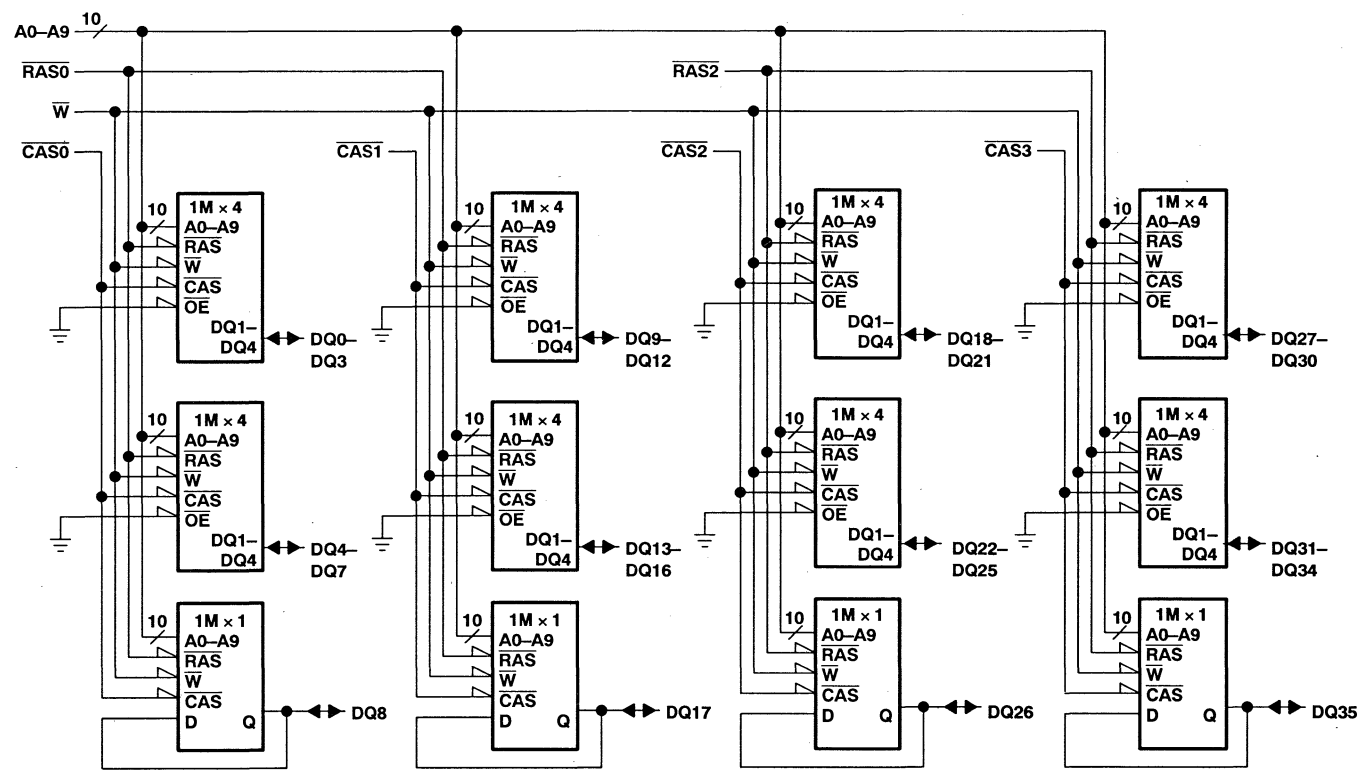 A0–A9
10
RAS0
RAS2
W
CAS0
CAS1
CAS2
CAS3
10
1M × 4
A0–A9
RAS
W
CAS
OE
DQ1–
DQ4
DQ0–
DQ3
10
1M × 4
A0–A9
RAS
W
CAS
OE
DQ1–
DQ4
DQ9–
DQ12
10
1M × 4
A0–A9
RAS
W
CAS
OE
DQ1–
DQ4
DQ18–
DQ21
10
1M × 4
A0–A9
RAS
W
CAS
OE
DQ1–
DQ4
DQ27–
DQ30
10
1M × 4
A0–A9
RAS
W
CAS
OE
DQ1–
DQ4
DQ4–
DQ7
10
1M × 4
A0–A9
RAS
W
CAS
OE
DQ1–
DQ4
DQ13–
DQ16
10
1M × 4
A0–A9
RAS
W
CAS
OE
DQ1–
DQ4
DQ22–
DQ25
10
1M × 4
A0–A9
RAS
W
CAS
OE
DQ1–
DQ4
DQ31–
DQ34
10
1M × 1
A0–A9
RAS
W
CAS
D Q
DQ8
10
1M × 1
A0–A9
RAS
W
CAS
D Q
DQ17
10
1M × 1
A0–A9
RAS
W
CAS
D Q
DQ26
10
1M × 1
A0–A9
RAS
W
CAS
D Q
DQ35